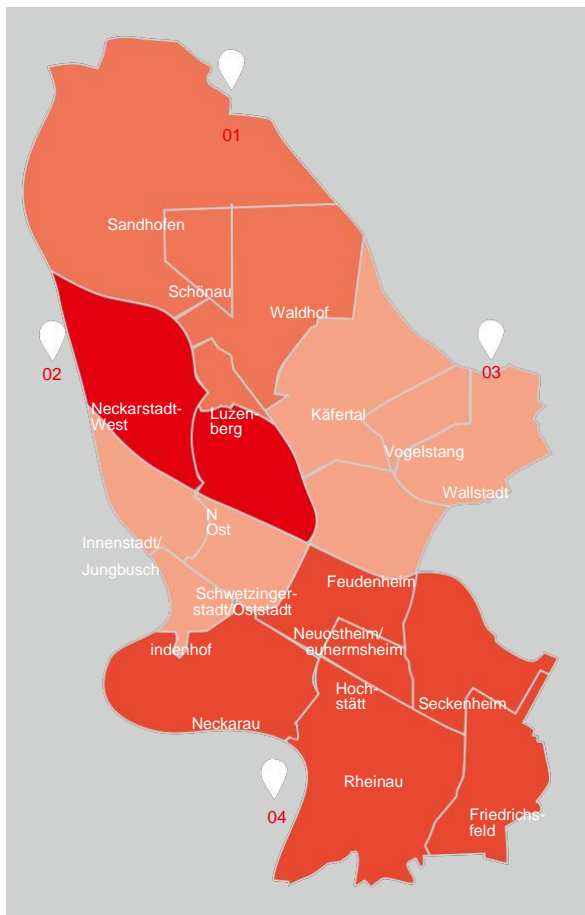 01
Sandhofen
Schönau
Waldhof
02
03
Neckarstadt-
West
Luzen-
berg
Käfertal
Vogelstang
Wallstadt
N
Ost
Innenstadt/
Jungbusch
Feudenheim
Schwetzinger-
stadt/Oststadt
Neuostheim/
euhermsheim
indenhof
Hoch-
stätt
Seckenheim
Neckarau
Rheinau
Friedrichs-
feld
04